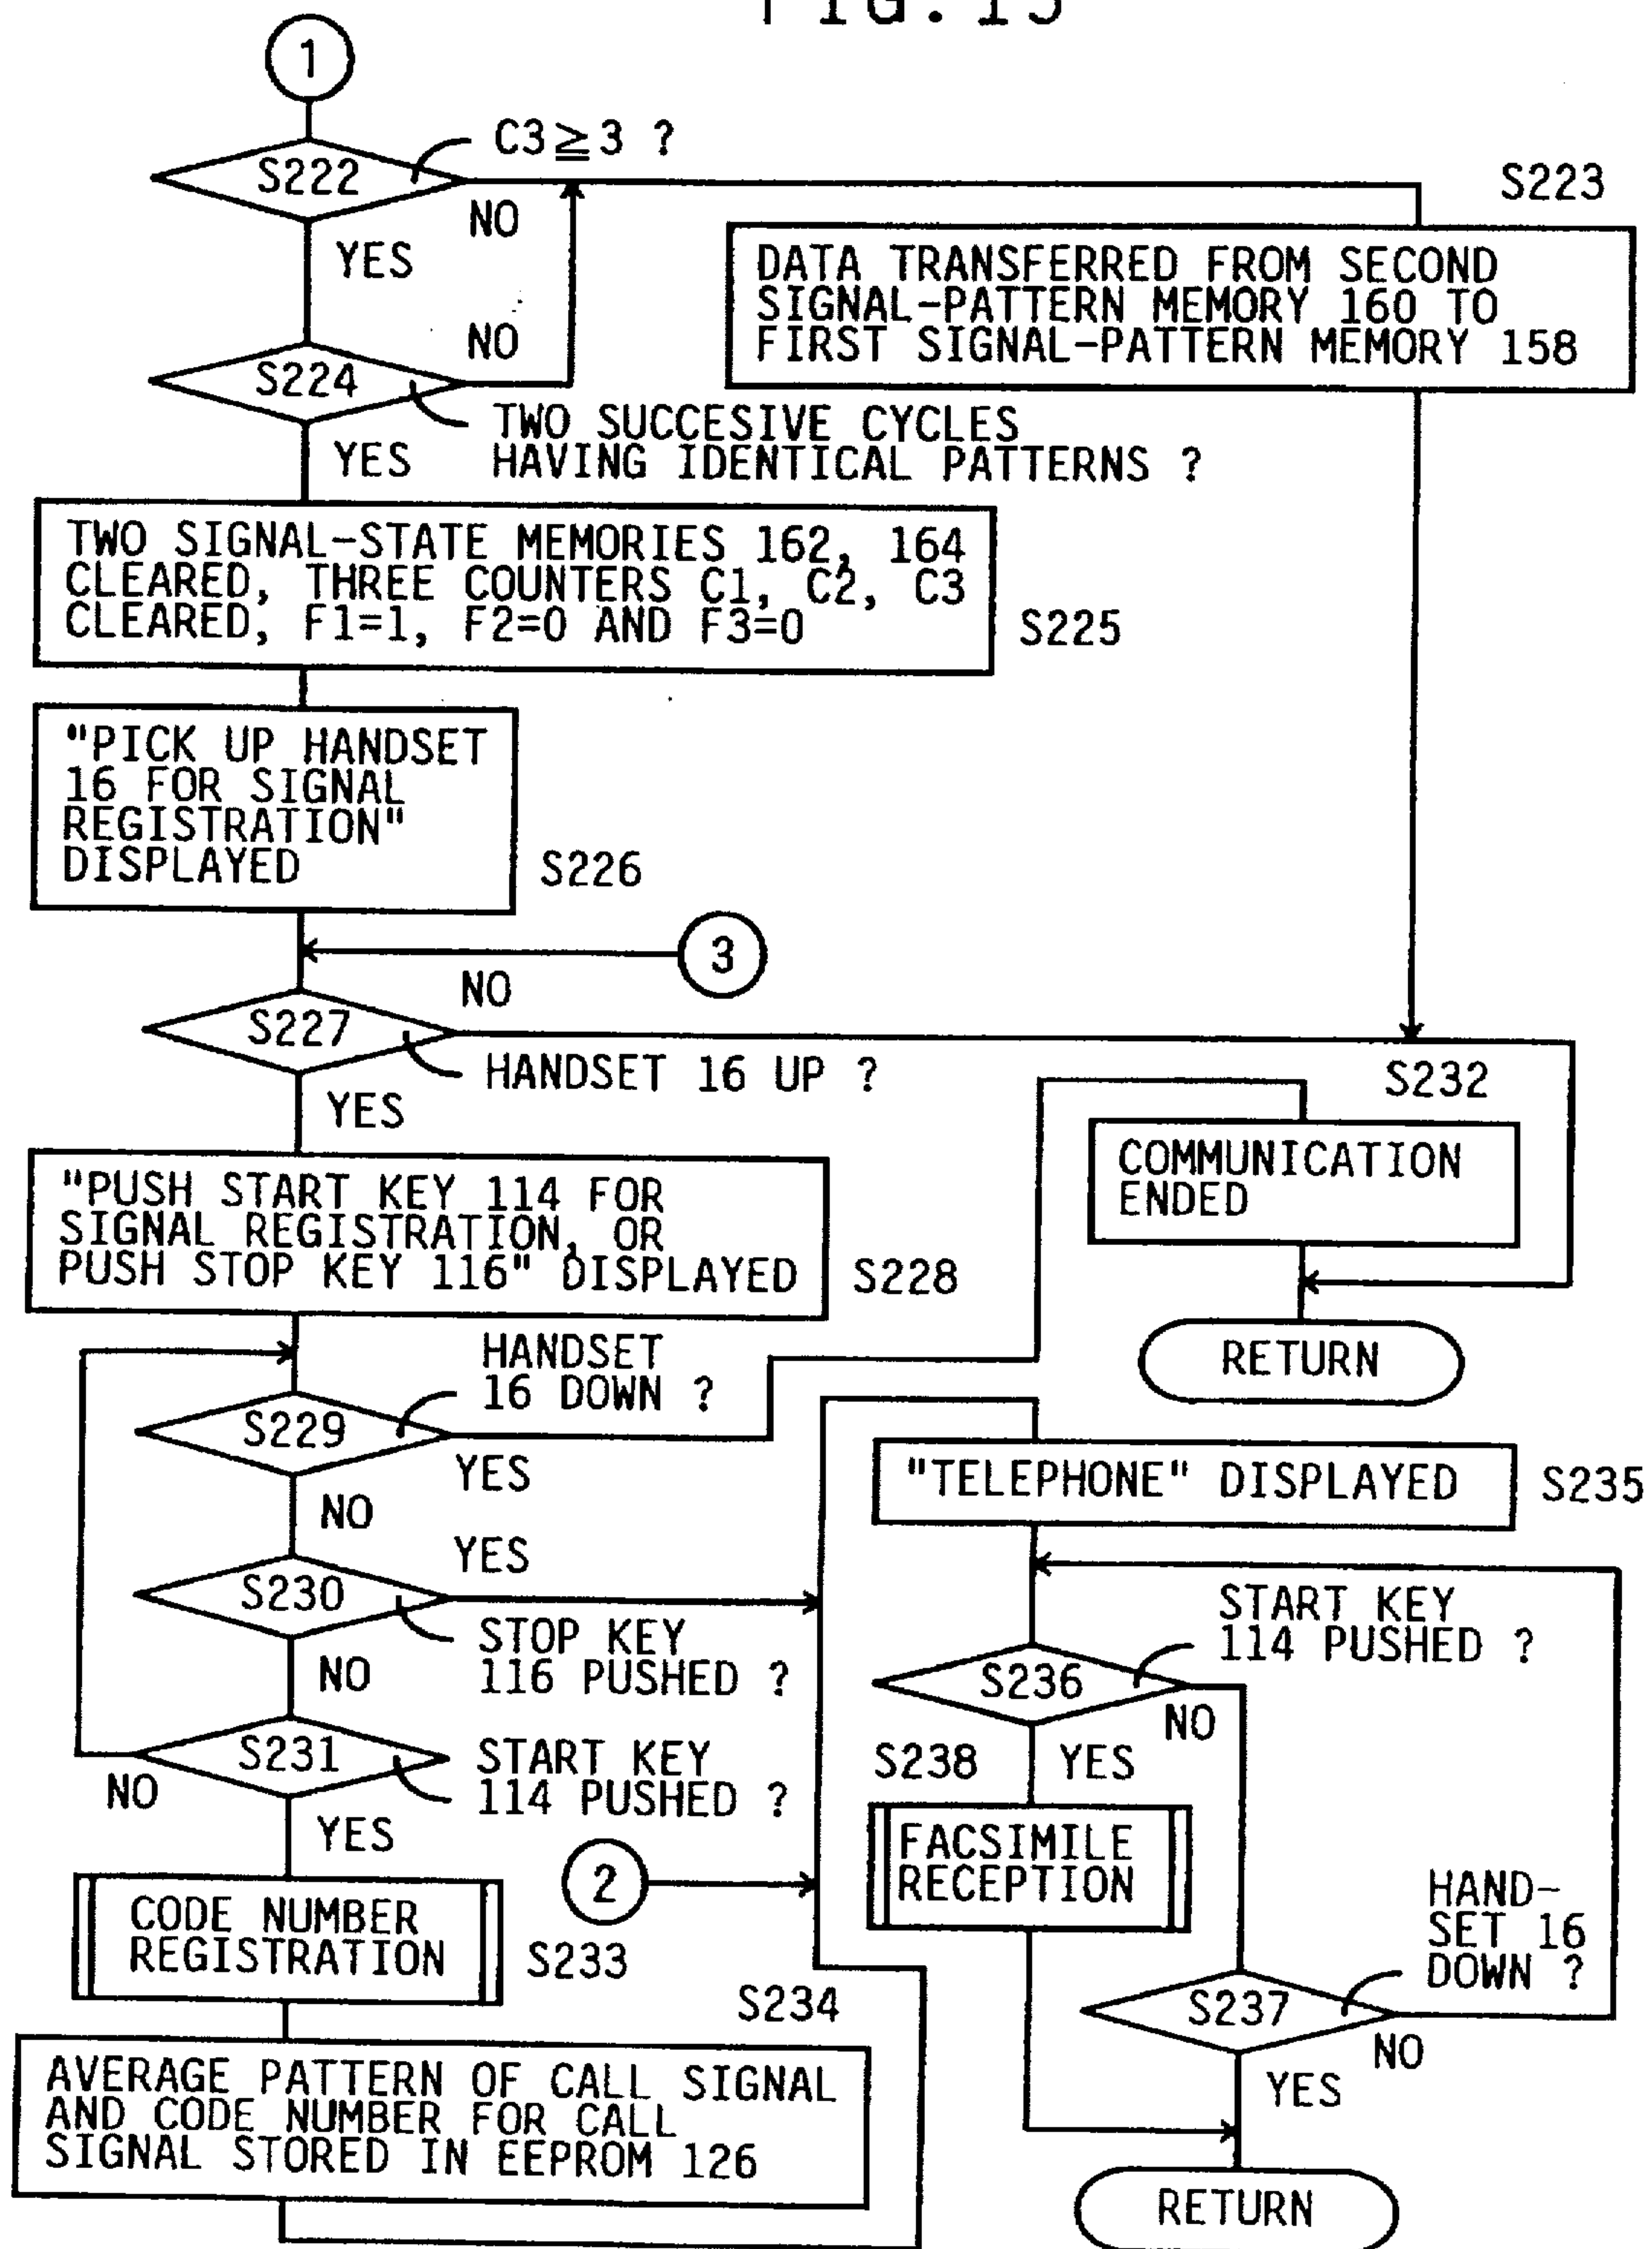 FIG. 15
1
C3≧3 ?
S222
NO
YES
S223
DATA TRANSFERRED FROM SECOND
SIGNAL-PATTERN MEMORY 160 TO
FIRST SIGNAL-PATTERN MEMORY 158
NO
S224
TWO SUCCESIVE CYCLES
HAVING IDENTICAL PATTERNS ?
YES
TWO SIGNAL-STATE MEMORIES 162, 164
CLEARED, THREE COUNTERS C1, C2, C3
CLEARED, F1=1, F2=0 AND F3=0
S225
"PICK UP HANDSET
16 FOR SIGNAL
REGISTRATION"
DISPLAYED
S226
3
NO
S227
HANDSET 16 UP ?
YES
S232
COMMUNICATION
ENDED
RETURN
"PUSH START KEY 114 FOR
SIGNAL REGISTRATION, OR
PUSH STOP KEY 116" DISPLAYED
S228
HANDSET
16 DOWN ?
S229
YES
NO
YES
S230
STOP KEY
116 PUSHED ?
NO
S231
START KEY
114 PUSHED ?
NO
YES
2
CODE NUMBER
REGISTRATION
S233
S234
AVERAGE PATTERN OF CALL SIGNAL
AND CODE NUMBER FOR CALL
SIGNAL STORED IN EEPROM 126
"TELEPHONE" DISPLAYED
S235
START KEY
114 PUSHED ?
S236
NO
S238
YES
FACSIMILE
RECEPTION
HAND-
SET 16
DOWN ?
S237
NO
YES
RETURN